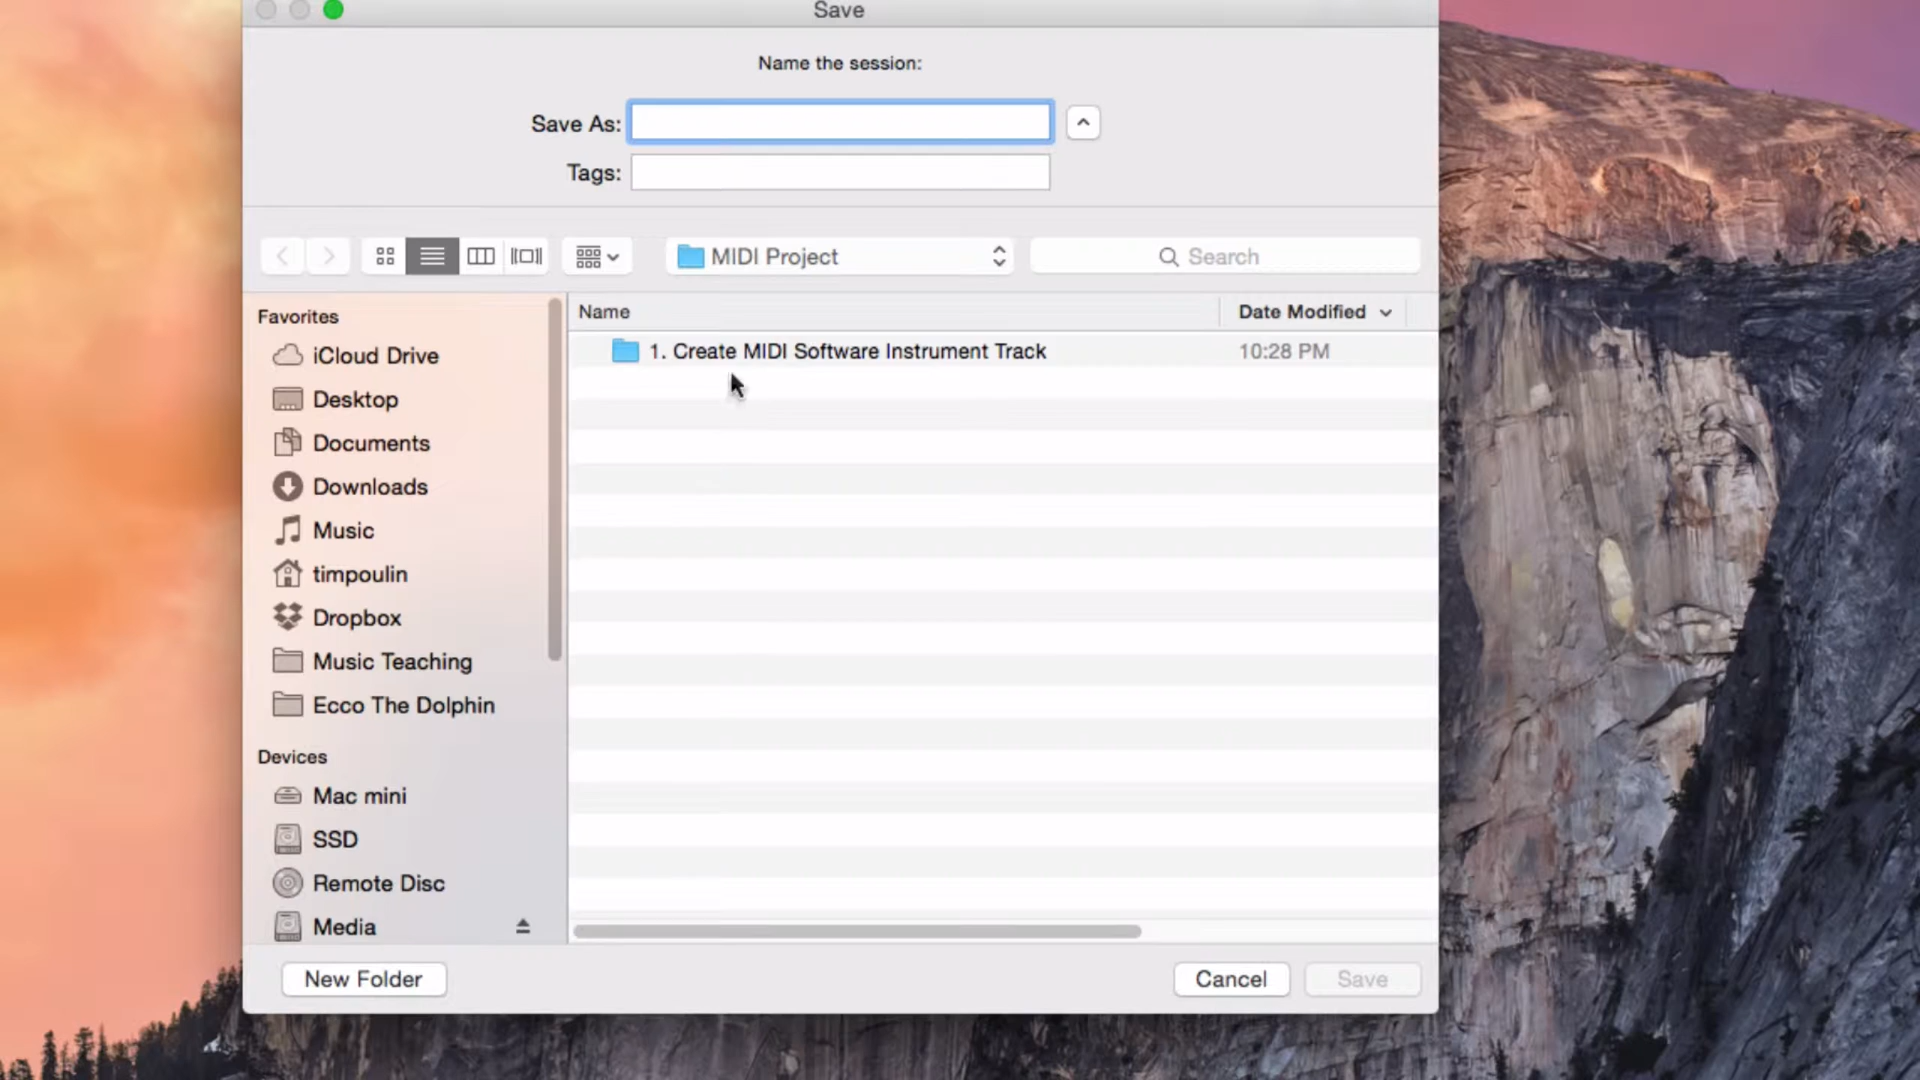 Save
Name the session:
Save As:
Tags:
MIDI Project
Search
Favorites
iCloud Drive
Desktop
Documents
Downloads
Music
timpoulin
Dropbox
Music Teaching
Ecco The Dolphin
Devices
Mac mini
SSD
Remote Disc
Media
Name Date Modified
1. Create MIDI Software Instrument Track 10:28 PM
New Folder Cancel Save